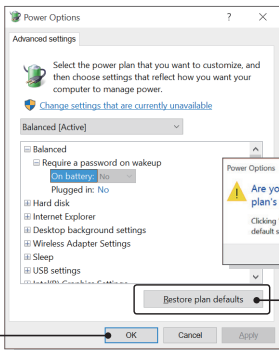 Power Options
Advanced settings
Select the power plan that you want to customize, and
then choose settings that reflect how you want your
computer to manage power.
Change settings that are currently unavailable
Balanced [Active]
Balanced
Require a password on wakeup
On battery: No
Plugged in: No
Hard disk
Internet Explorer
Desktop background settings
Wireless Adapter Settings
Sleep
USB settings
Intel(R) Graphics Settings
Power Options
Are yo
plan's
Clicking
default s
Restore plan defaults
OK
Cancel
Apply